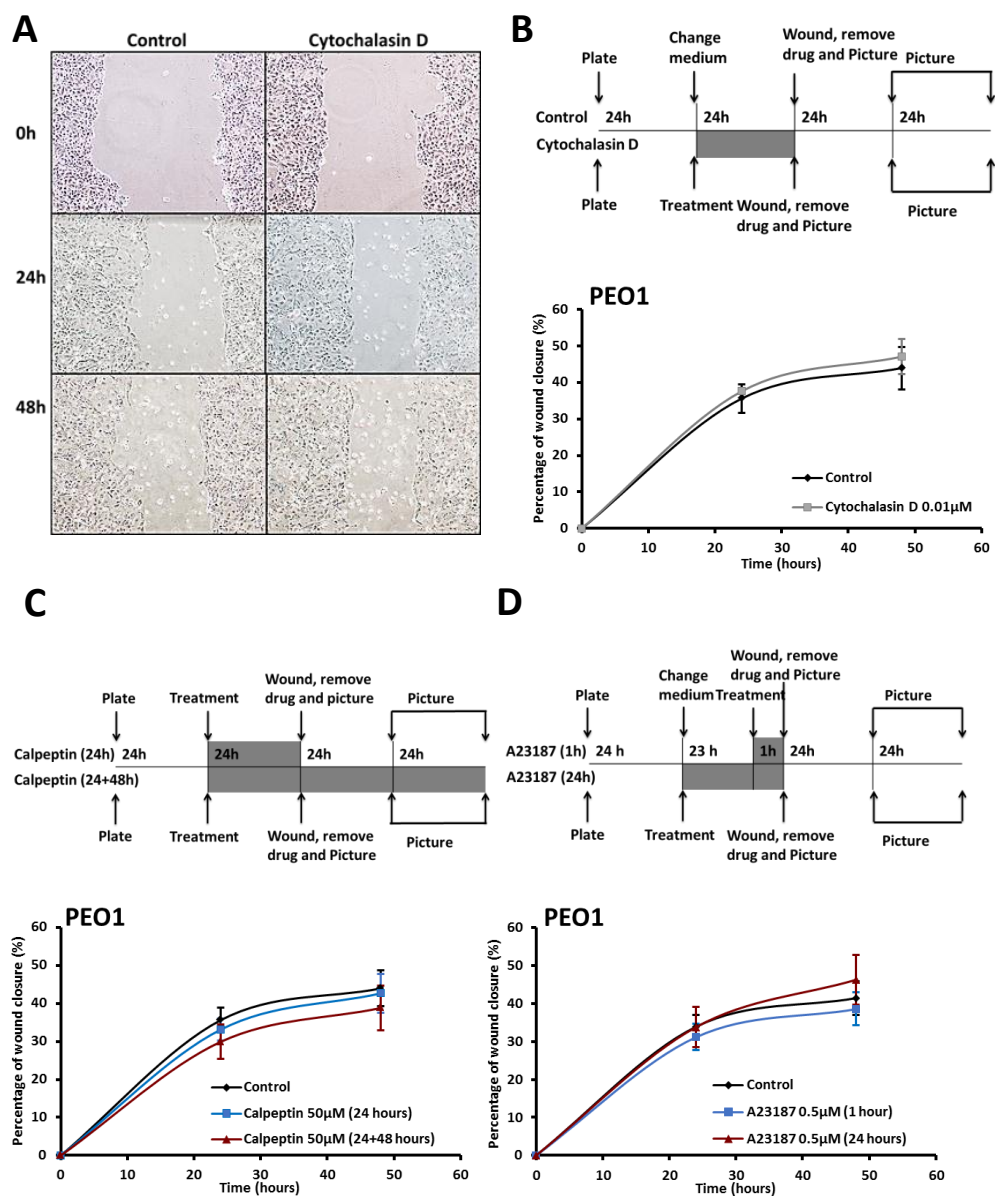 A
Control
Cytochalasin D
0h
24h
48h
B
Plate
Change
medium
Wound, remove
drug and Picture
Picture
Control
24h
24h
24h
24h
Cytochalasin D
Plate
Treatment
Wound, remove
drug and Picture
Picture
PEO1
Percentage of wound closure (%)
60
50
40
30
20
10
0
Control
Cytochalasin D 0.01µM
0
10
20
30
40
50
60
Time (hours)
C
Plate
Treatment
Wound, remove
drug and picture
Picture
Calpeptin (24h)
24h
24h
24h
24h
Calpeptin (24+48h)
Plate
Treatment
Wound, remove
drug and Picture
Picture
PEO1
Percentage of wound closure (%)
60
50
40
30
20
10
0
Control
Calpeptin 50µM (24 hours)
Calpeptin 50µM (24+48 hours)
0
10
20
30
40
50
60
Time (hours)
D
Plate
Change
medium
Treatment
Wound, remove
drug and Picture
Picture
A23187 (1h)
24 h
23 h
1h
24h
24h
A23187 (24h)
Plate
Treatment
Wound, remove
drug and Picture
Picture
PEO1
Percentage of wound closure (%)
60
50
40
30
20
10
0
Control
A23187 0.5µM (1 hour)
A23187 0.5µM (24 hours)
0
10
20
30
40
50
60
Time (hours)